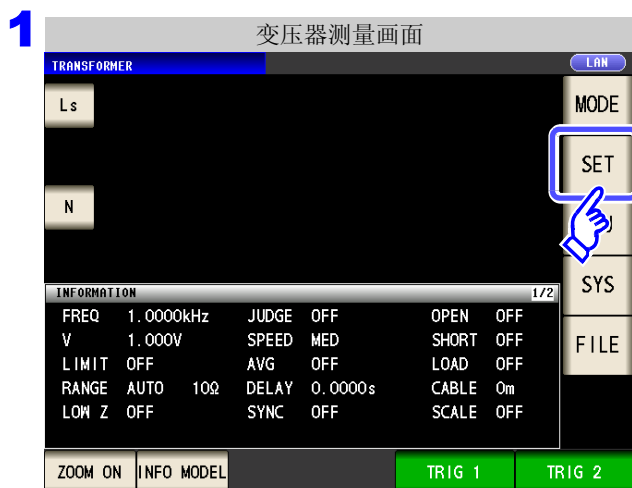 1
变压器测量画面
TRANSFORMER
LAN
Ls
MODE
SET
N
SYS
INFORMATION 1/2
FREQ 1.0000kHz JUDGE OFF OPEN OFF
V 1.000V SPEED MED SHORT OFF
LIMIT OFF AVG OFF LOAD OFF
RANGE AUTO 10Ω DELAY 0.0000s CABLE 0m
LOW Z OFF SYNC OFF SCALE OFF
FILE
ZOOM ON INFO MODEL TRIG 1 TRIG 2